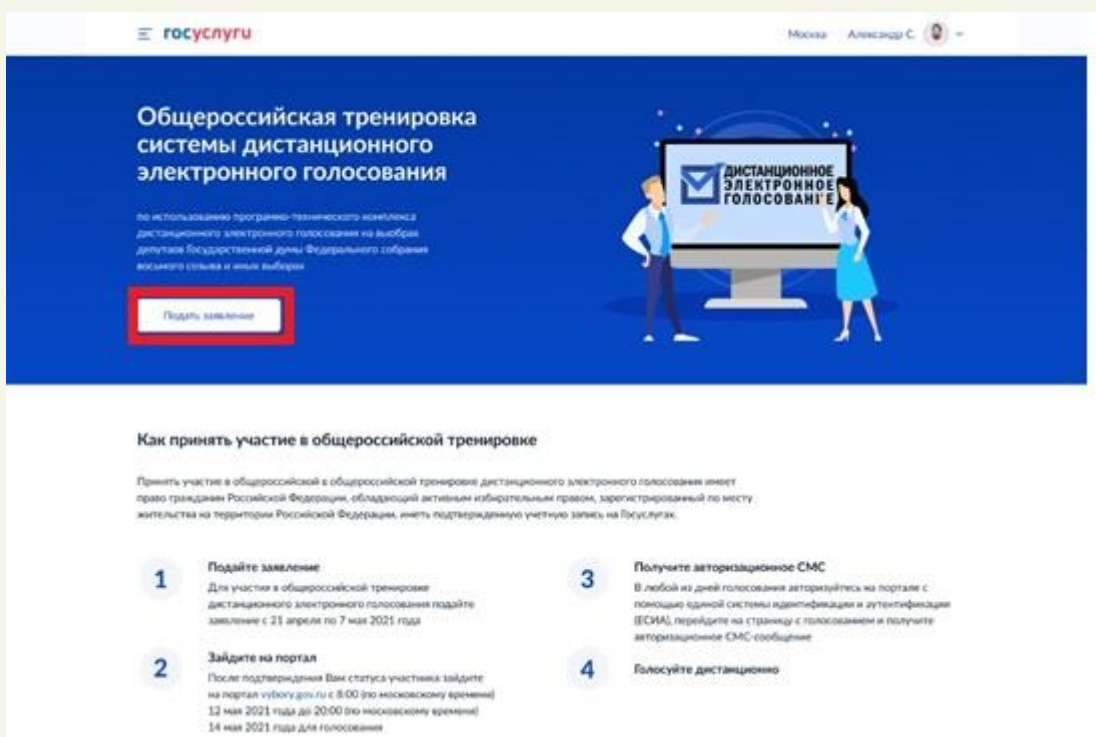 госуслуги
Москва Александр С.
Общероссийская тренировка
системы дистанционного
электронного голосования
по использованию программо-технического комплекса
дистанционного электронного голосования на выобрах
депутатов Государственной думы Федерального собрания
восьмого созыва и иных выборах
Подать заявление
ДИСТАНЦИОННОЕ
ЭЛЕКТРОННОЕ
ГОЛОСОВАНИЕ
Как принять участие в общероссийской тренировке
Принять участие в общероссийской в общероссийской тренировке дистанционного электронного голосования имеет
право гражданин Российской Федерации, обладающий активным избирательным правом, зарегистрированный по месту
жительства на территории Российской Федерации, иметь подтвержденную учетную запись на Госуслугах.
1
Подайте заявление
Для участия в общероссийской тренировке
дистанционного электронного голосования подайте
заявление с 21 апреля по 7 мая 2021 года
2
Зайдите на портал
После подтверждения Вам статуса участника зайдите
на портал vybory.gov.ru с 8:00 (по московскому времени)
12 мая 2021 года до 20:00 (по московскому времени)
14 мая 2021 года для голосования
3
Получите авторизационное СМС
В любой из дней голосования авторизуйтесь на портале с
помощью единой системы идентификации и аутентификации
(ЕСИА), перейдите на страницу с голосованием и получите
авторизационное СМС-сообщение
4
Голосуйте дистанционно